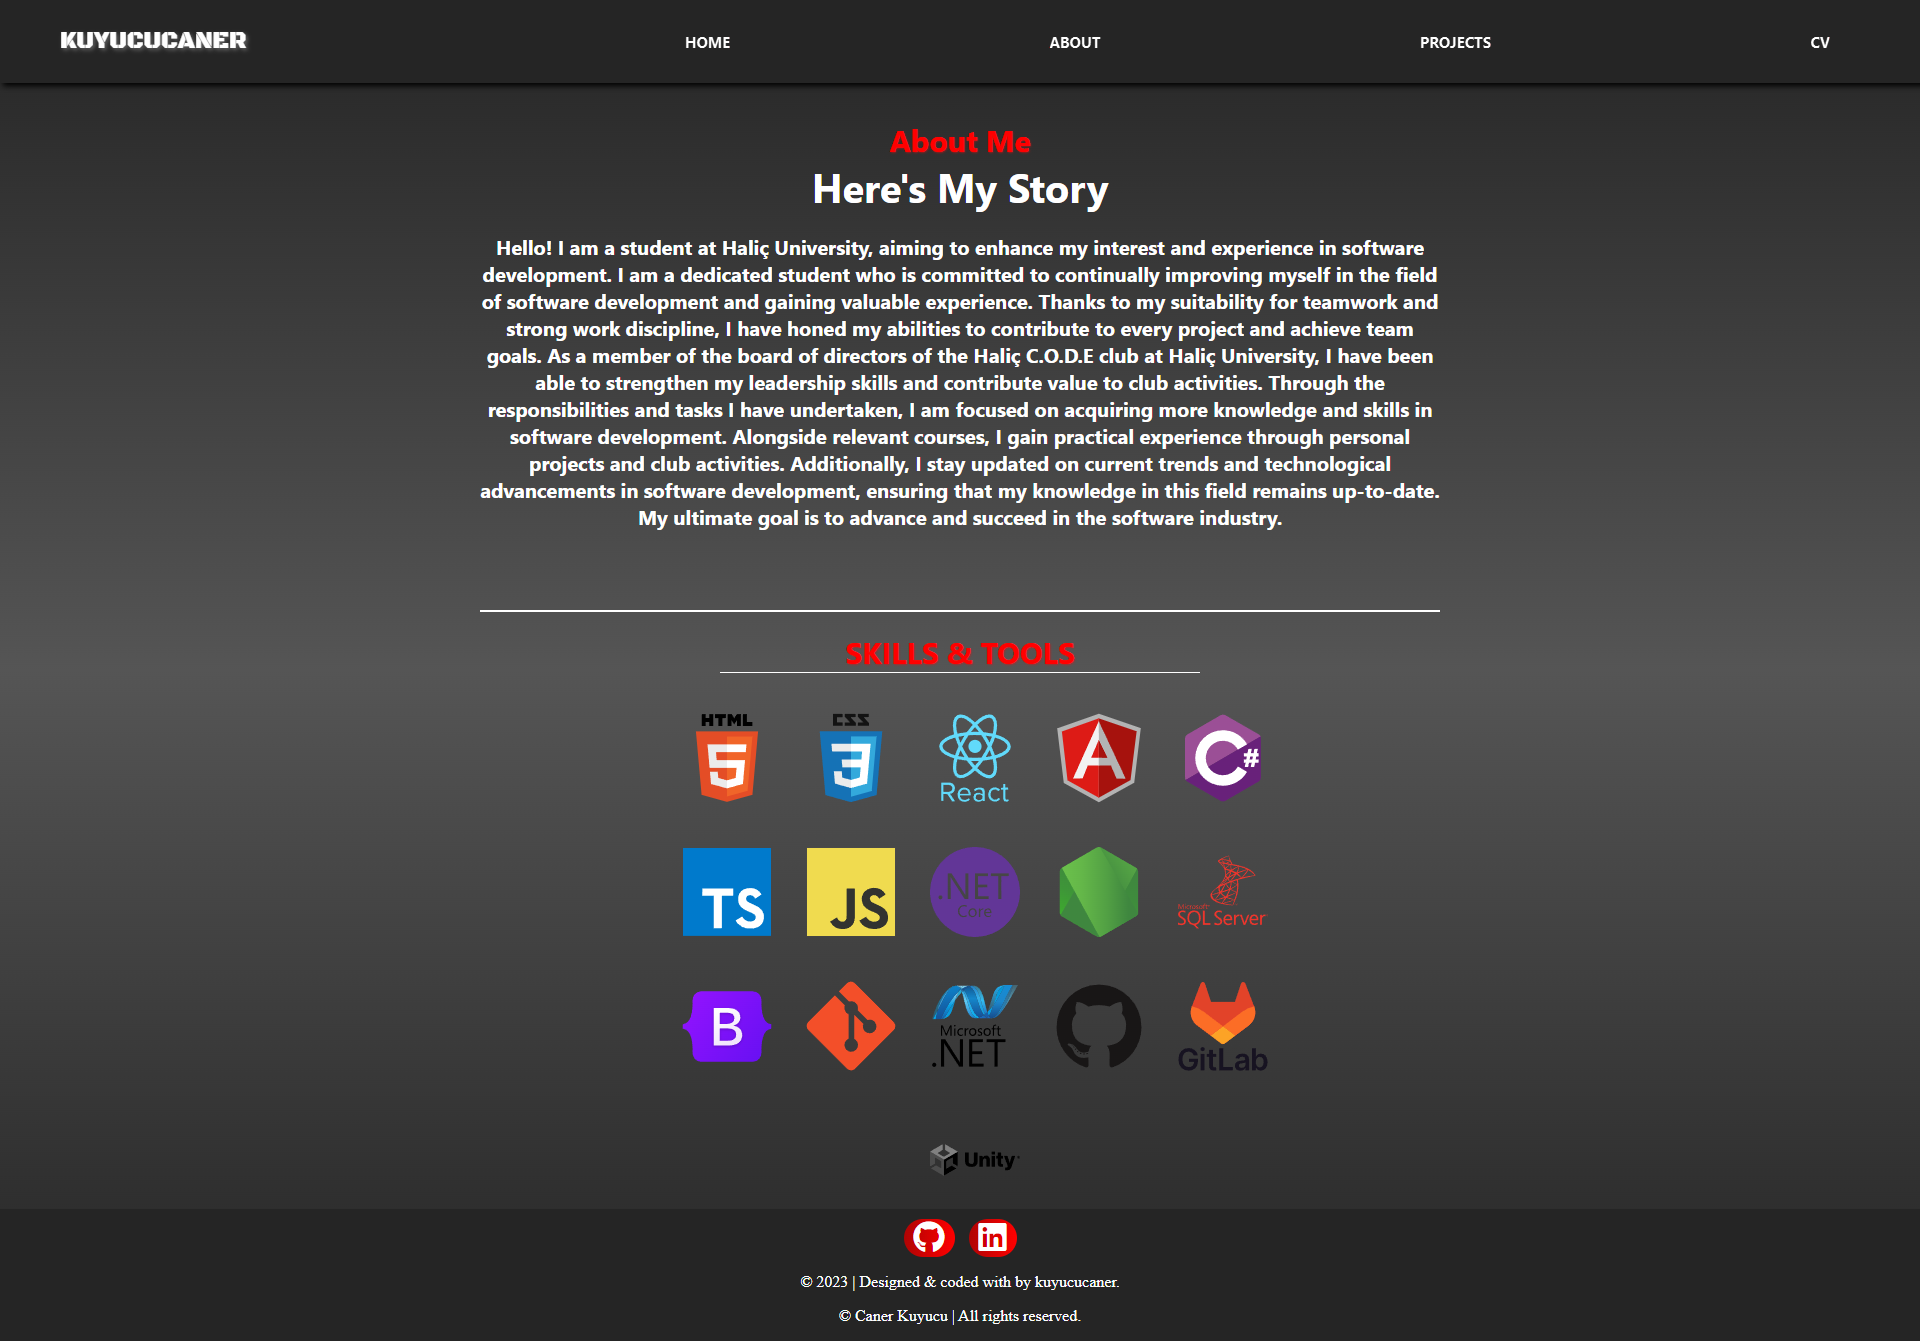 KUYUCUCANER
HOME
ABOUT
PROJECTS
CV
About Me
Here's My Story
Hello! I am a student at Haliç University, aiming to enhance my interest and experience in software
development. I am a dedicated student who is committed to continually improving myself in the field
of software development and gaining valuable experience. Thanks to my suitability for teamwork and
strong work discipline, I have honed my abilities to contribute to every project and achieve team
goals. As a member of the board of directors of the Haliç C.O.D.E club at Haliç University, I have been
able to strengthen my leadership skills and contribute value to club activities. Through the
responsibilities and tasks I have undertaken, I am focused on acquiring more knowledge and skills in
software development. Alongside relevant courses, I gain practical experience through personal
projects and club activities. Additionally, I stay updated on current trends and technological
advancements in software development, ensuring that my knowledge in this field remains up-to-date.
My ultimate goal is to advance and succeed in the software industry.
SKILLS & TOOLS
HTML
5
CSS
3
React
A
C#
TS
JS
.NET
Core
Microsoft
SQL Server
B
Microsoft
.NET
GitLab
Unity
in
© 2023 | Designed & coded with by kuyucucaner.
© Caner Kuyucu | All rights reserved.